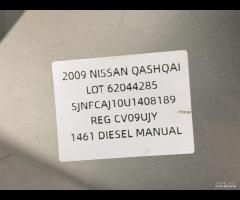 2009 NISSAN QASHQAI
LOT 62044285
SJNFCAJ10U1408189
REG CV09UJY
1461 DIESEL MANUAL